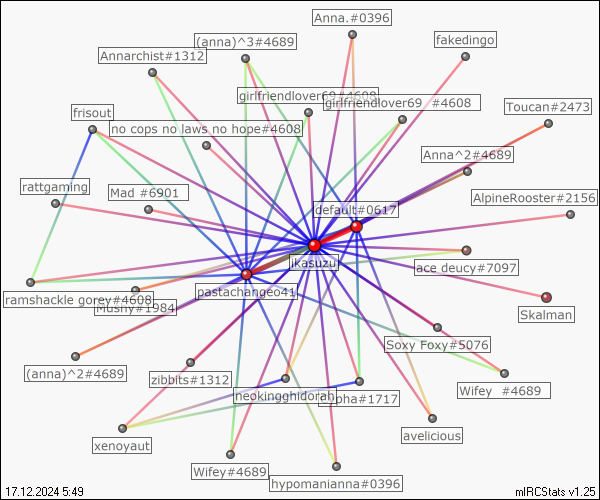 Anna.#0396
(anna)^3#4689
fakedingo
Annarchist#1312
girlfriendlover69#4608
girlfriendlover69 #4608
Toucan#2473
frisout
no cops no laws no hope#4608
Anna^2#4689
rattgaming
Mad #6901
AlpineRooster#2156
default#0617
jkasuzu
ace deucy#7097
pastachangeo41
ramshackle gorey#4608
Mushy#1984
Skalman
Soxy Foxy#5076
(anna)^2#4689
zibbits#1312
Wifey #4689
neokingghidorah
#1717
avelicious
xenoyaut
Wifey#4689
hypomanianna#0396
17.12.2024 5:49
mIRCStats v1.25